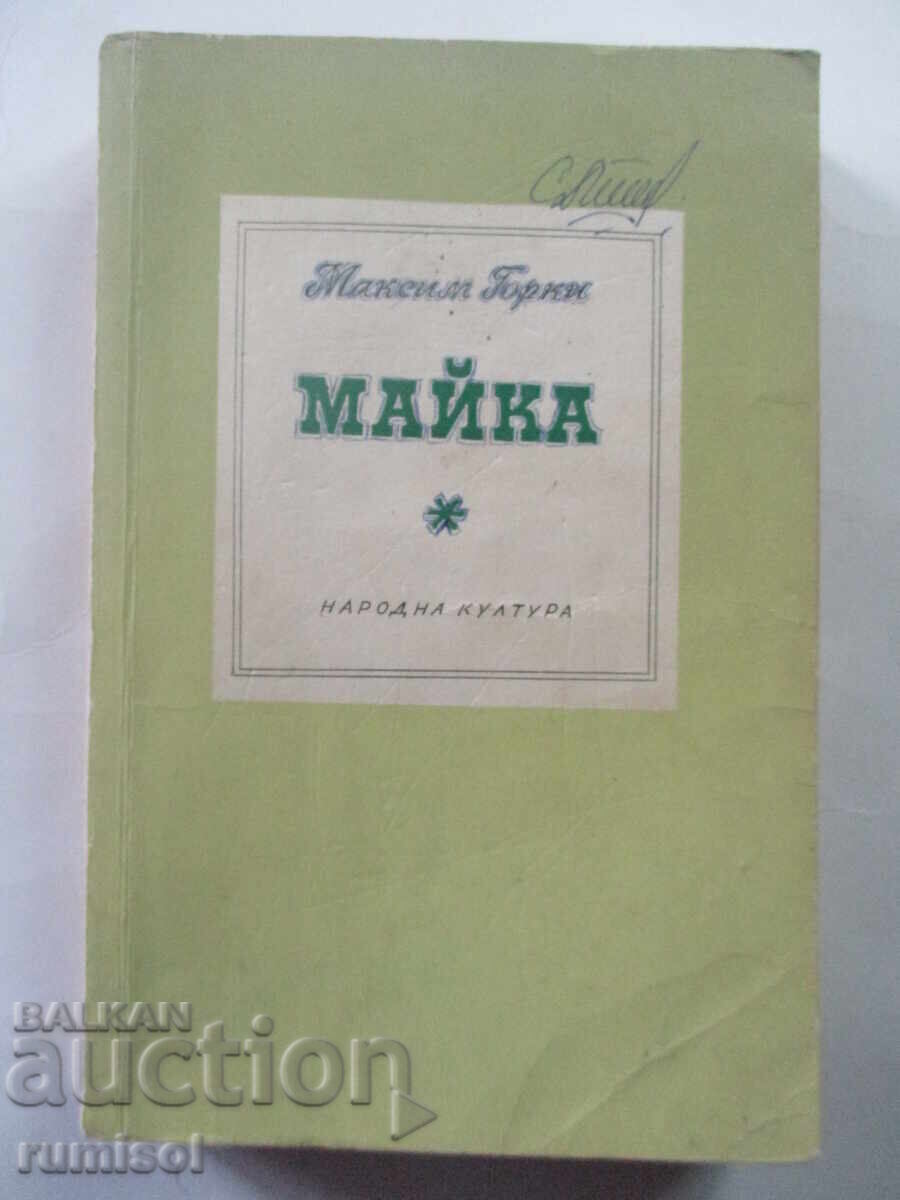 Максим Горки
МАЙКА
*
НАРОДНА КУЛТУРА
BALKAN
auction
rumisol